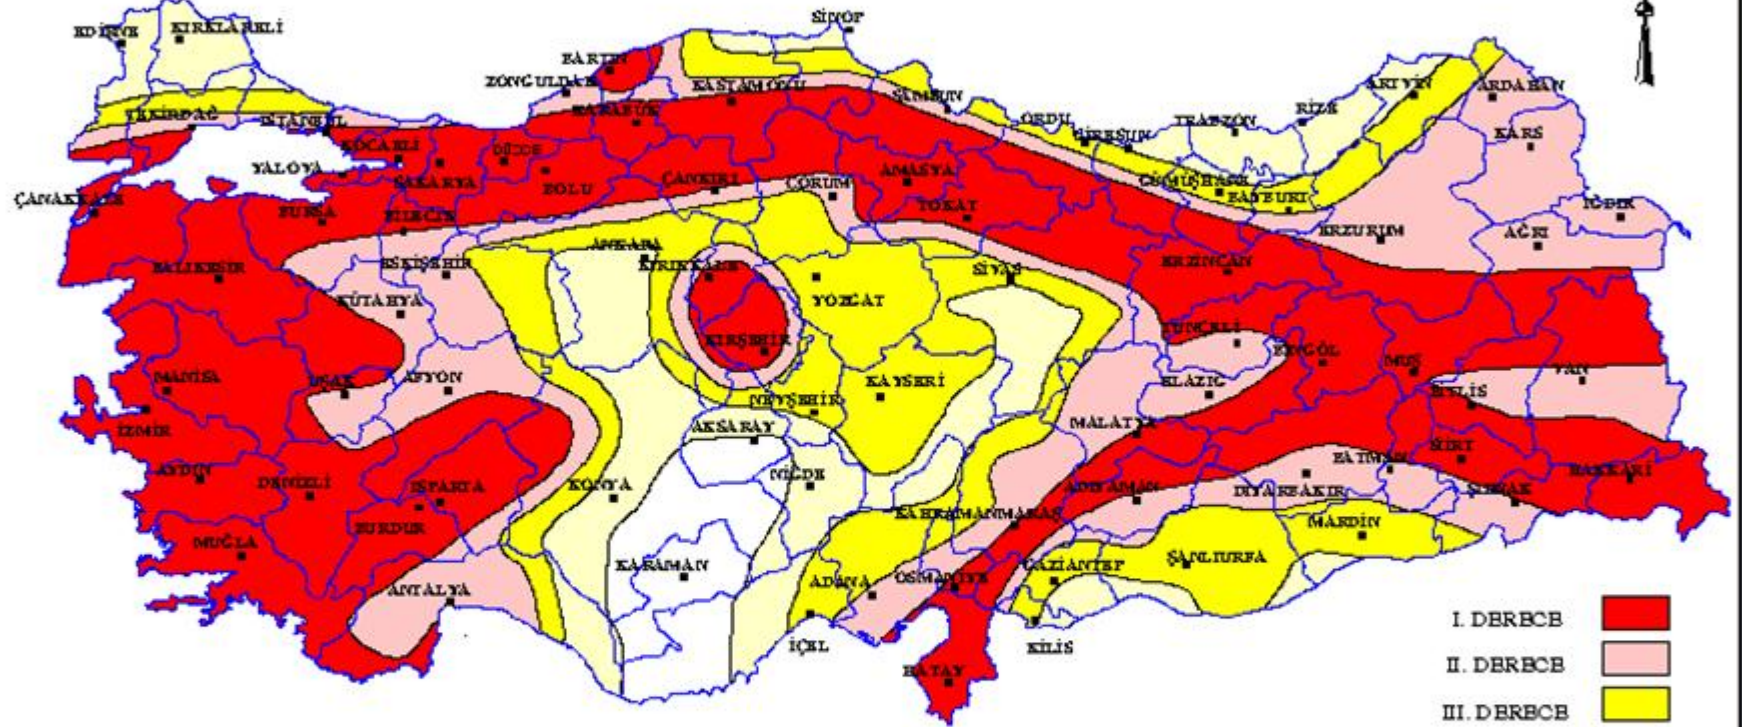 SİNOP
EDİRNE
KIRKLARELİ
BARTIN
ZONGULDAK
KASTAMONU
ARTVİN
ARDAHAN
TEKİRDAĞ
İSTANBUL
KARABÜK
SAMSUN
ORDU
GİRESUN
TRABZON
RİZE
KARS
KOCAELİ
DÜZCE
YALOVA
SAKARYA
BOLU
ÇANKIRI
ÇORUM
AMASYA
GÜMÜŞHANE
BAYBURT
ÇANAKKALE
BURSA
BİLECİK
TOKAT
IĞDIR
ERZURUM
AĞRI
ANKARA
BALIKESİR
ESKİŞEHİR
KIRIKKALE
SİVAS
ERZİNCAN
KÜTAHYA
YOZGAT
KIRŞEHİR
TUNCELİ
BİNGÖL
MUŞ
MANİSA
UŞAK
AFYON
KAYSERİ
ELAZIĞ
BİTLİS
VAN
NEVŞEHİR
İZMİR
AKSARAY
MALATYA
AYDIN
DENİZLİ
ISPARTA
KONYA
NİĞDE
ADIYAMAN
DİYARBAKIR
BATMAN
SİİRT
ŞIRNAK
HAKKARİ
BURDUR
KAHRAMANMARAŞ
MARDİN
MUĞLA
ŞANLIURFA
KARAMAN
ADANA
OSMANİYE
GAZİANTEP
ANTALYA
İÇEL
KİLİS
HATAY
I. DERECE
II. DERECE
III. DERECE